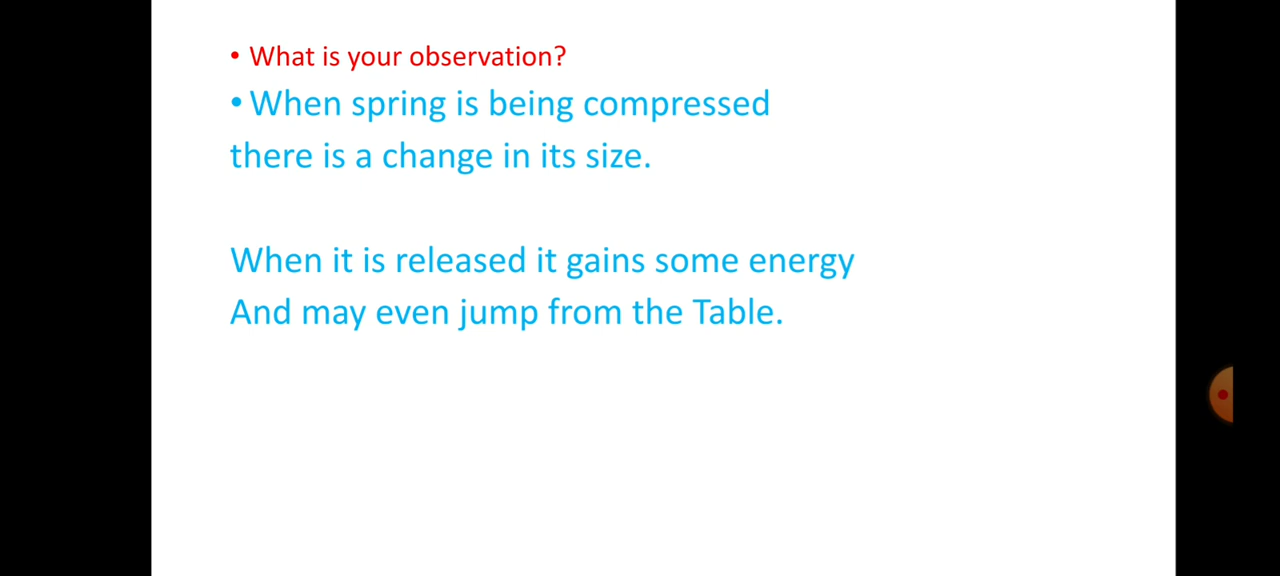 • What is your observation?
• When spring is being compressed
there is a change in its size.
When it is released it gains some energy
And may even jump from the Table.